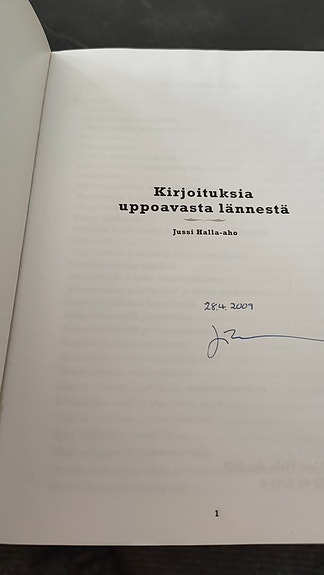 Kirjoituksia
uppoavasta lännestä
Jussi Halla-aho
28.4. 2009
1